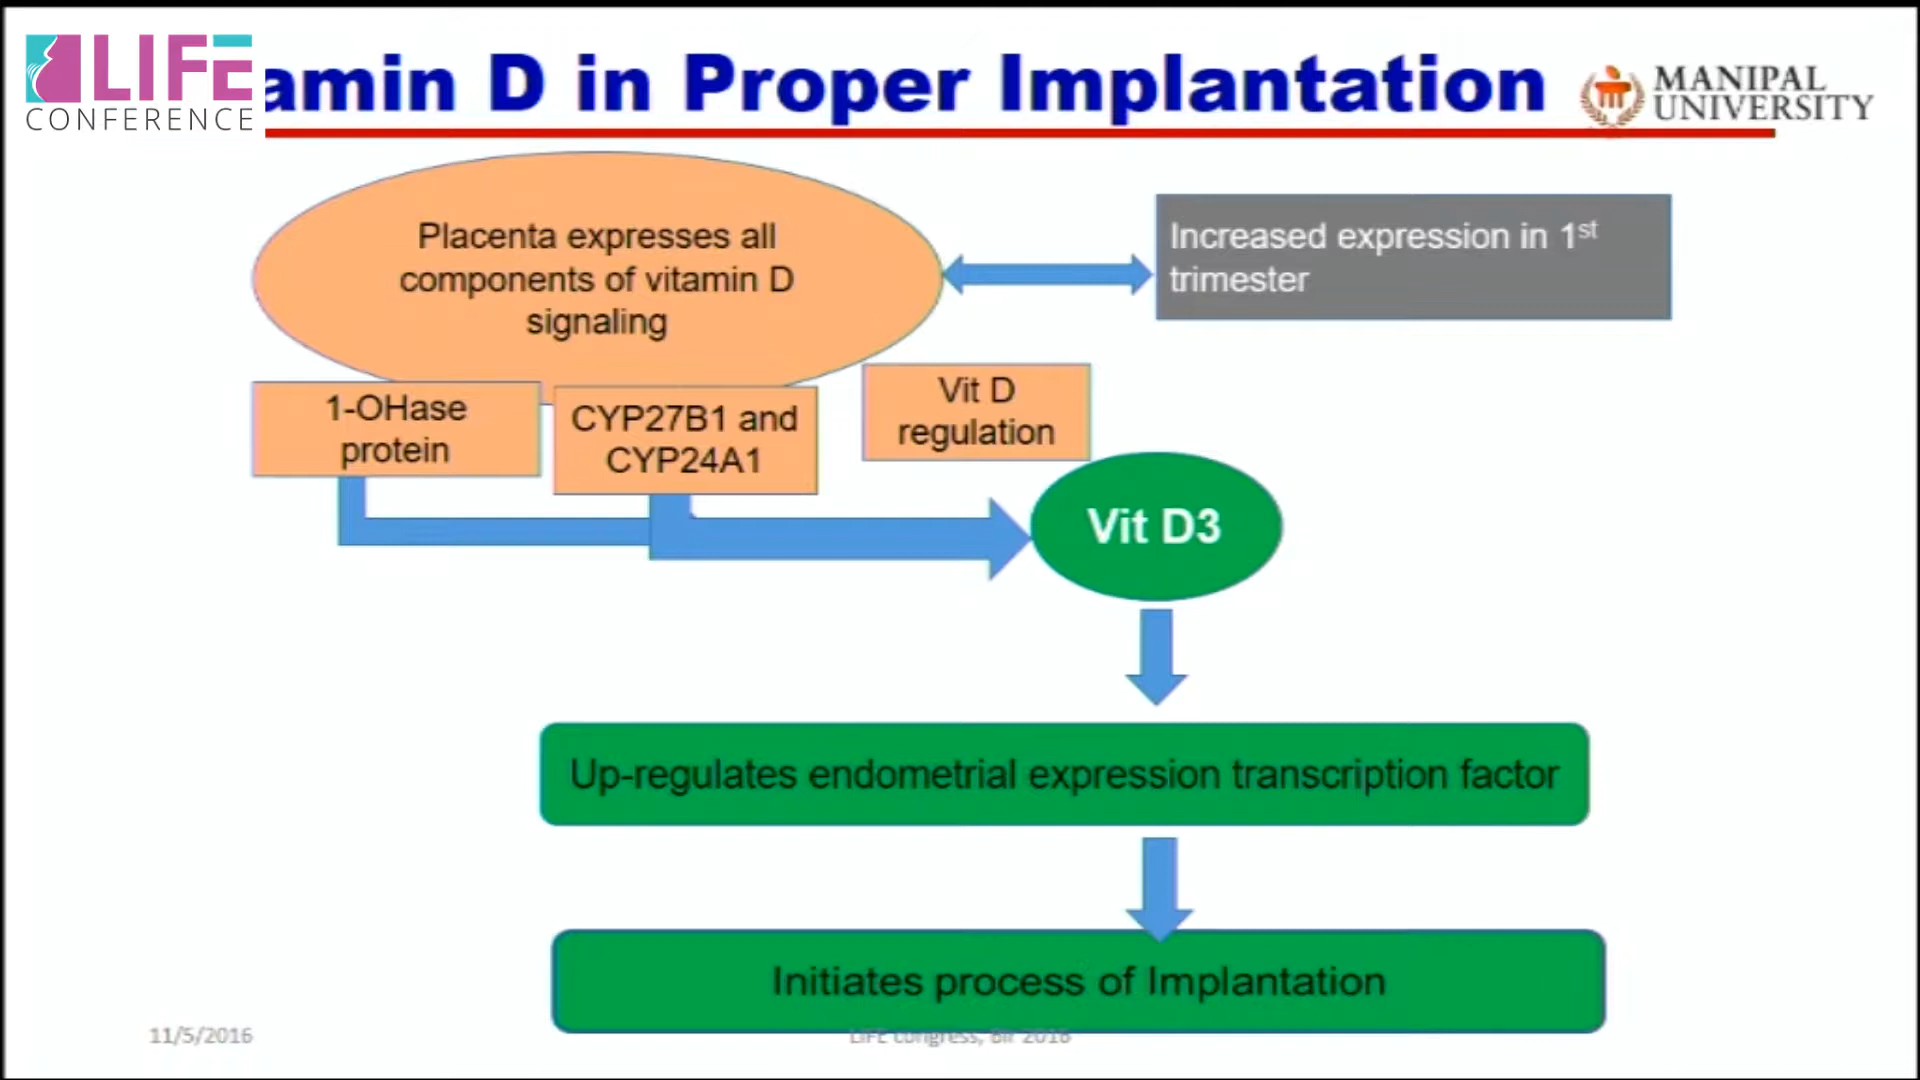 LIFE
CONFERENCE
amin D in Proper Implantation
MANIPAL
UNIVERSITY
Placenta expresses all
components of vitamin D
signaling
Increased expression in 1st
trimester
1-OHase
protein
CYP27B1 and
CYP24A1
Vit D
regulation
Vit D3
Up-regulates endometrial expression transcription factor
Initiates process of Implantation
11/5/2016
LIFE congress,